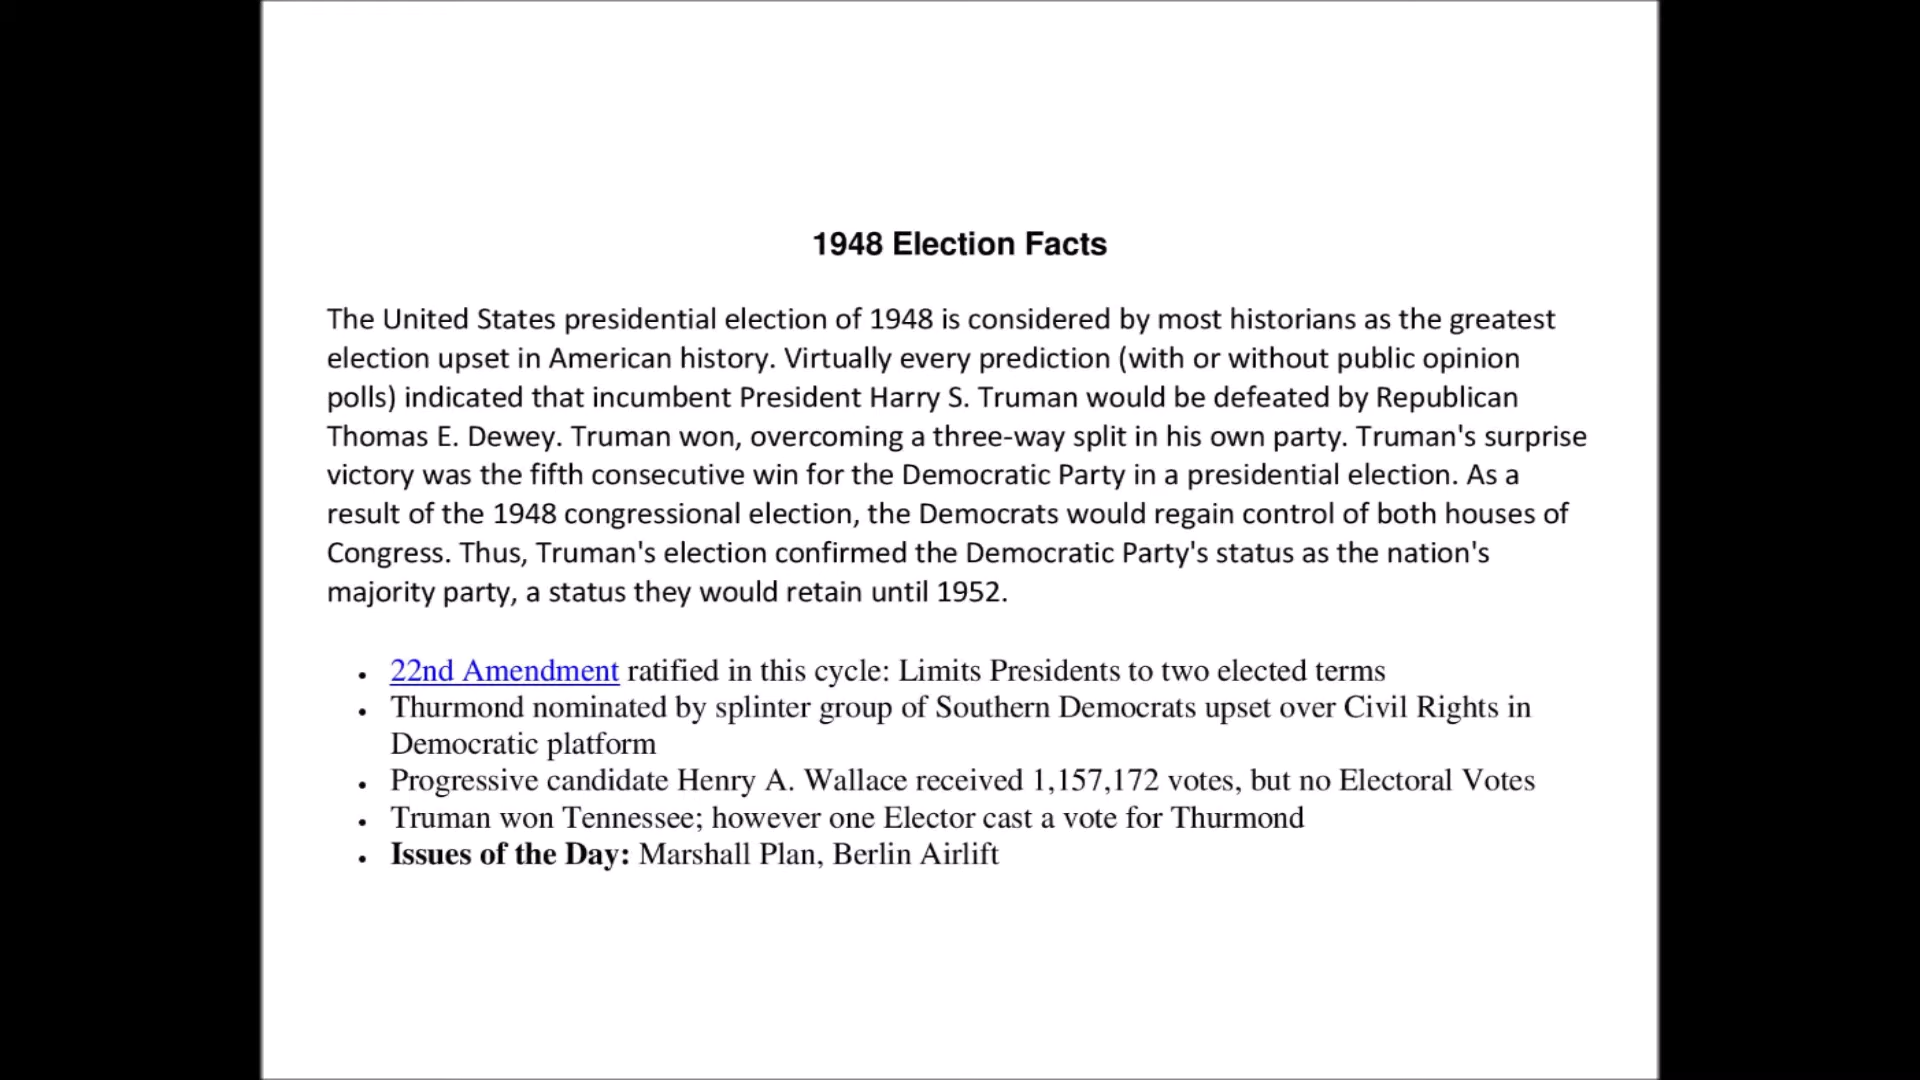 1948 Election Facts
The United States presidential election of 1948 is considered by most historians as the greatest
election upset in American history. Virtually every prediction (with or without public opinion
polls) indicated that incumbent President Harry S. Truman would be defeated by Republican
Thomas E. Dewey. Truman won, overcoming a three-way split in his own party. Truman's surprise
victory was the fifth consecutive win for the Democratic Party in a presidential election. As a
result of the 1948 congressional election, the Democrats would regain control of both houses of
Congress. Thus, Truman's election confirmed the Democratic Party's status as the nation's
majority party, a status they would retain until 1952.
• 22nd Amendment ratified in this cycle: Limits Presidents to two elected terms
• Thurmond nominated by splinter group of Southern Democrats upset over Civil Rights in
Democratic platform
• Progressive candidate Henry A. Wallace received 1,157,172 votes, but no Electoral Votes
• Truman won Tennessee; however one Elector cast a vote for Thurmond
• Issues of the Day: Marshall Plan, Berlin Airlift